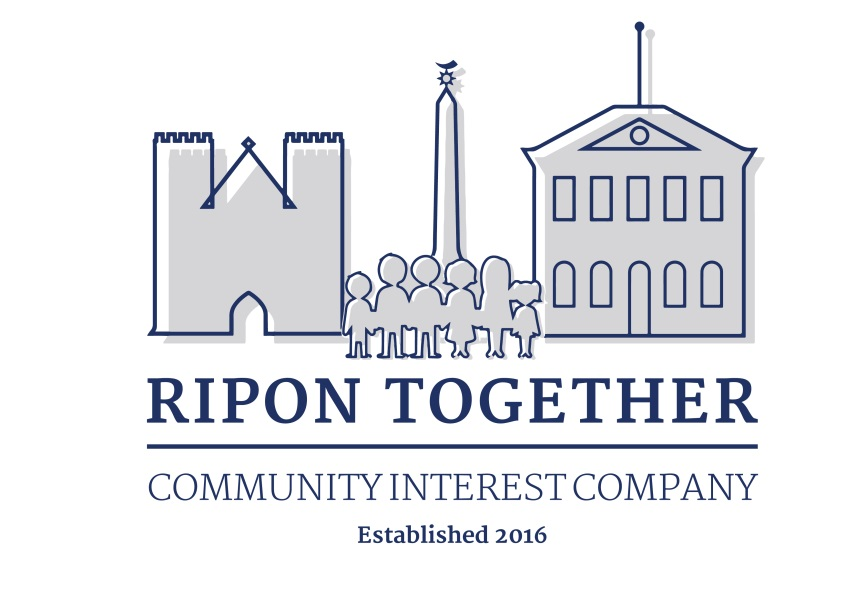 RIPON TOGETHER
COMMUNITY INTEREST COMPANY
Established 2016